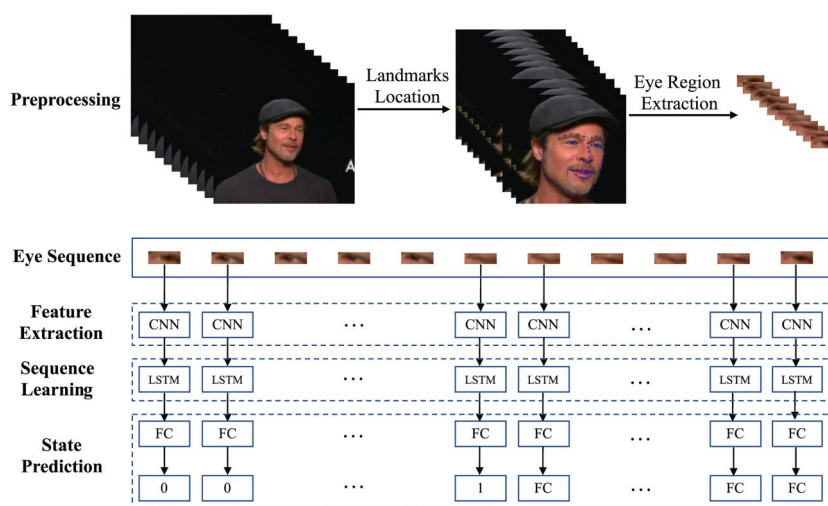 Preprocessing
Landmarks
Location
Eye Region
Extraction
A
Eye Sequence
Feature
Extraction
CNN CNN ... CNN CNN ... CNN CNN
Sequence
Learning
LSTM LSTM ... LSTM LSTM ... LSTM LSTM
State
Prediction
FC FC ... FC FC ... FC FC
0 0 ... 1 FC ... FC FC